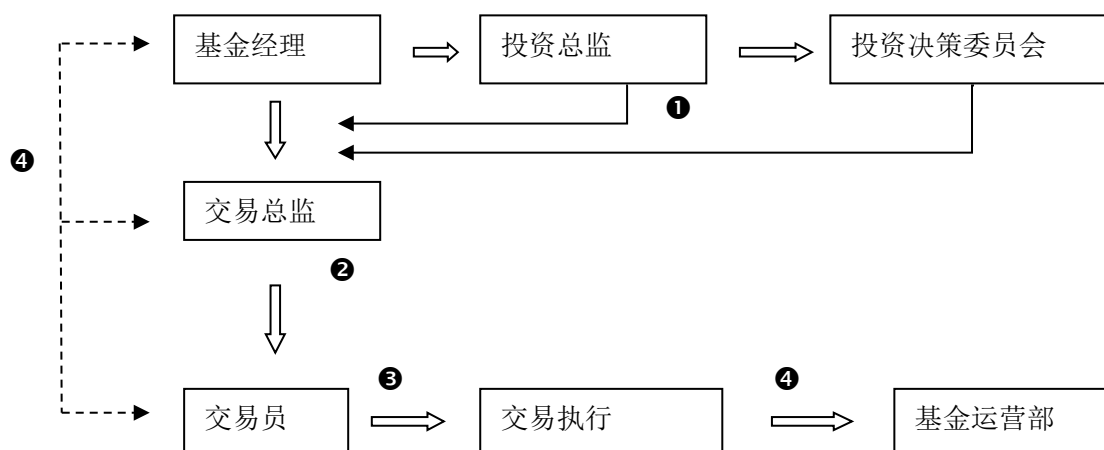 基金经理 投资总监 投资决策委员会
❶
❹
交易总监
❷
❸ ❹
交易员 交易执行 基金运营部